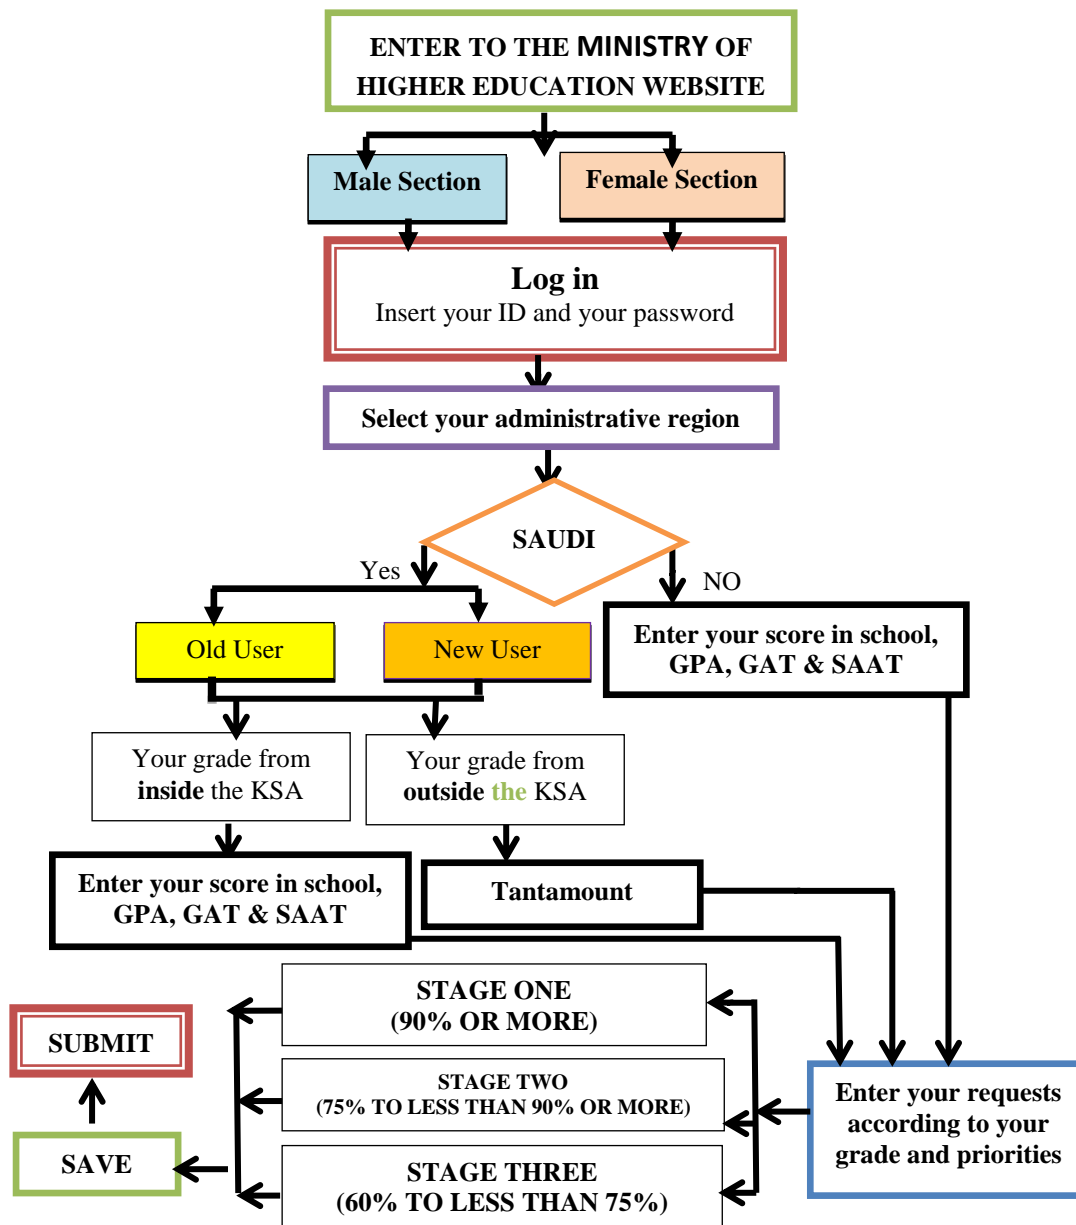 ENTER TO THE MINISTRY OF
HIGHER EDUCATION WEBSITE
Male Section
Female Section
Log in
Insert your ID and your password
Select your administrative region
SAUDI
Yes
NO
Old User
New User
Enter your score in school,
GPA, GAT & SAAT
Your grade from
inside the KSA
Your grade from
outside the KSA
Enter your score in school,
GPA, GAT & SAAT
Tantamount
STAGE ONE
(90% OR MORE)
SUBMIT
STAGE TWO
(75% TO LESS THAN 90% OR MORE)
Enter your requests
according to your
grade and priorities
SAVE
STAGE THREE
(60% TO LESS THAN 75%)